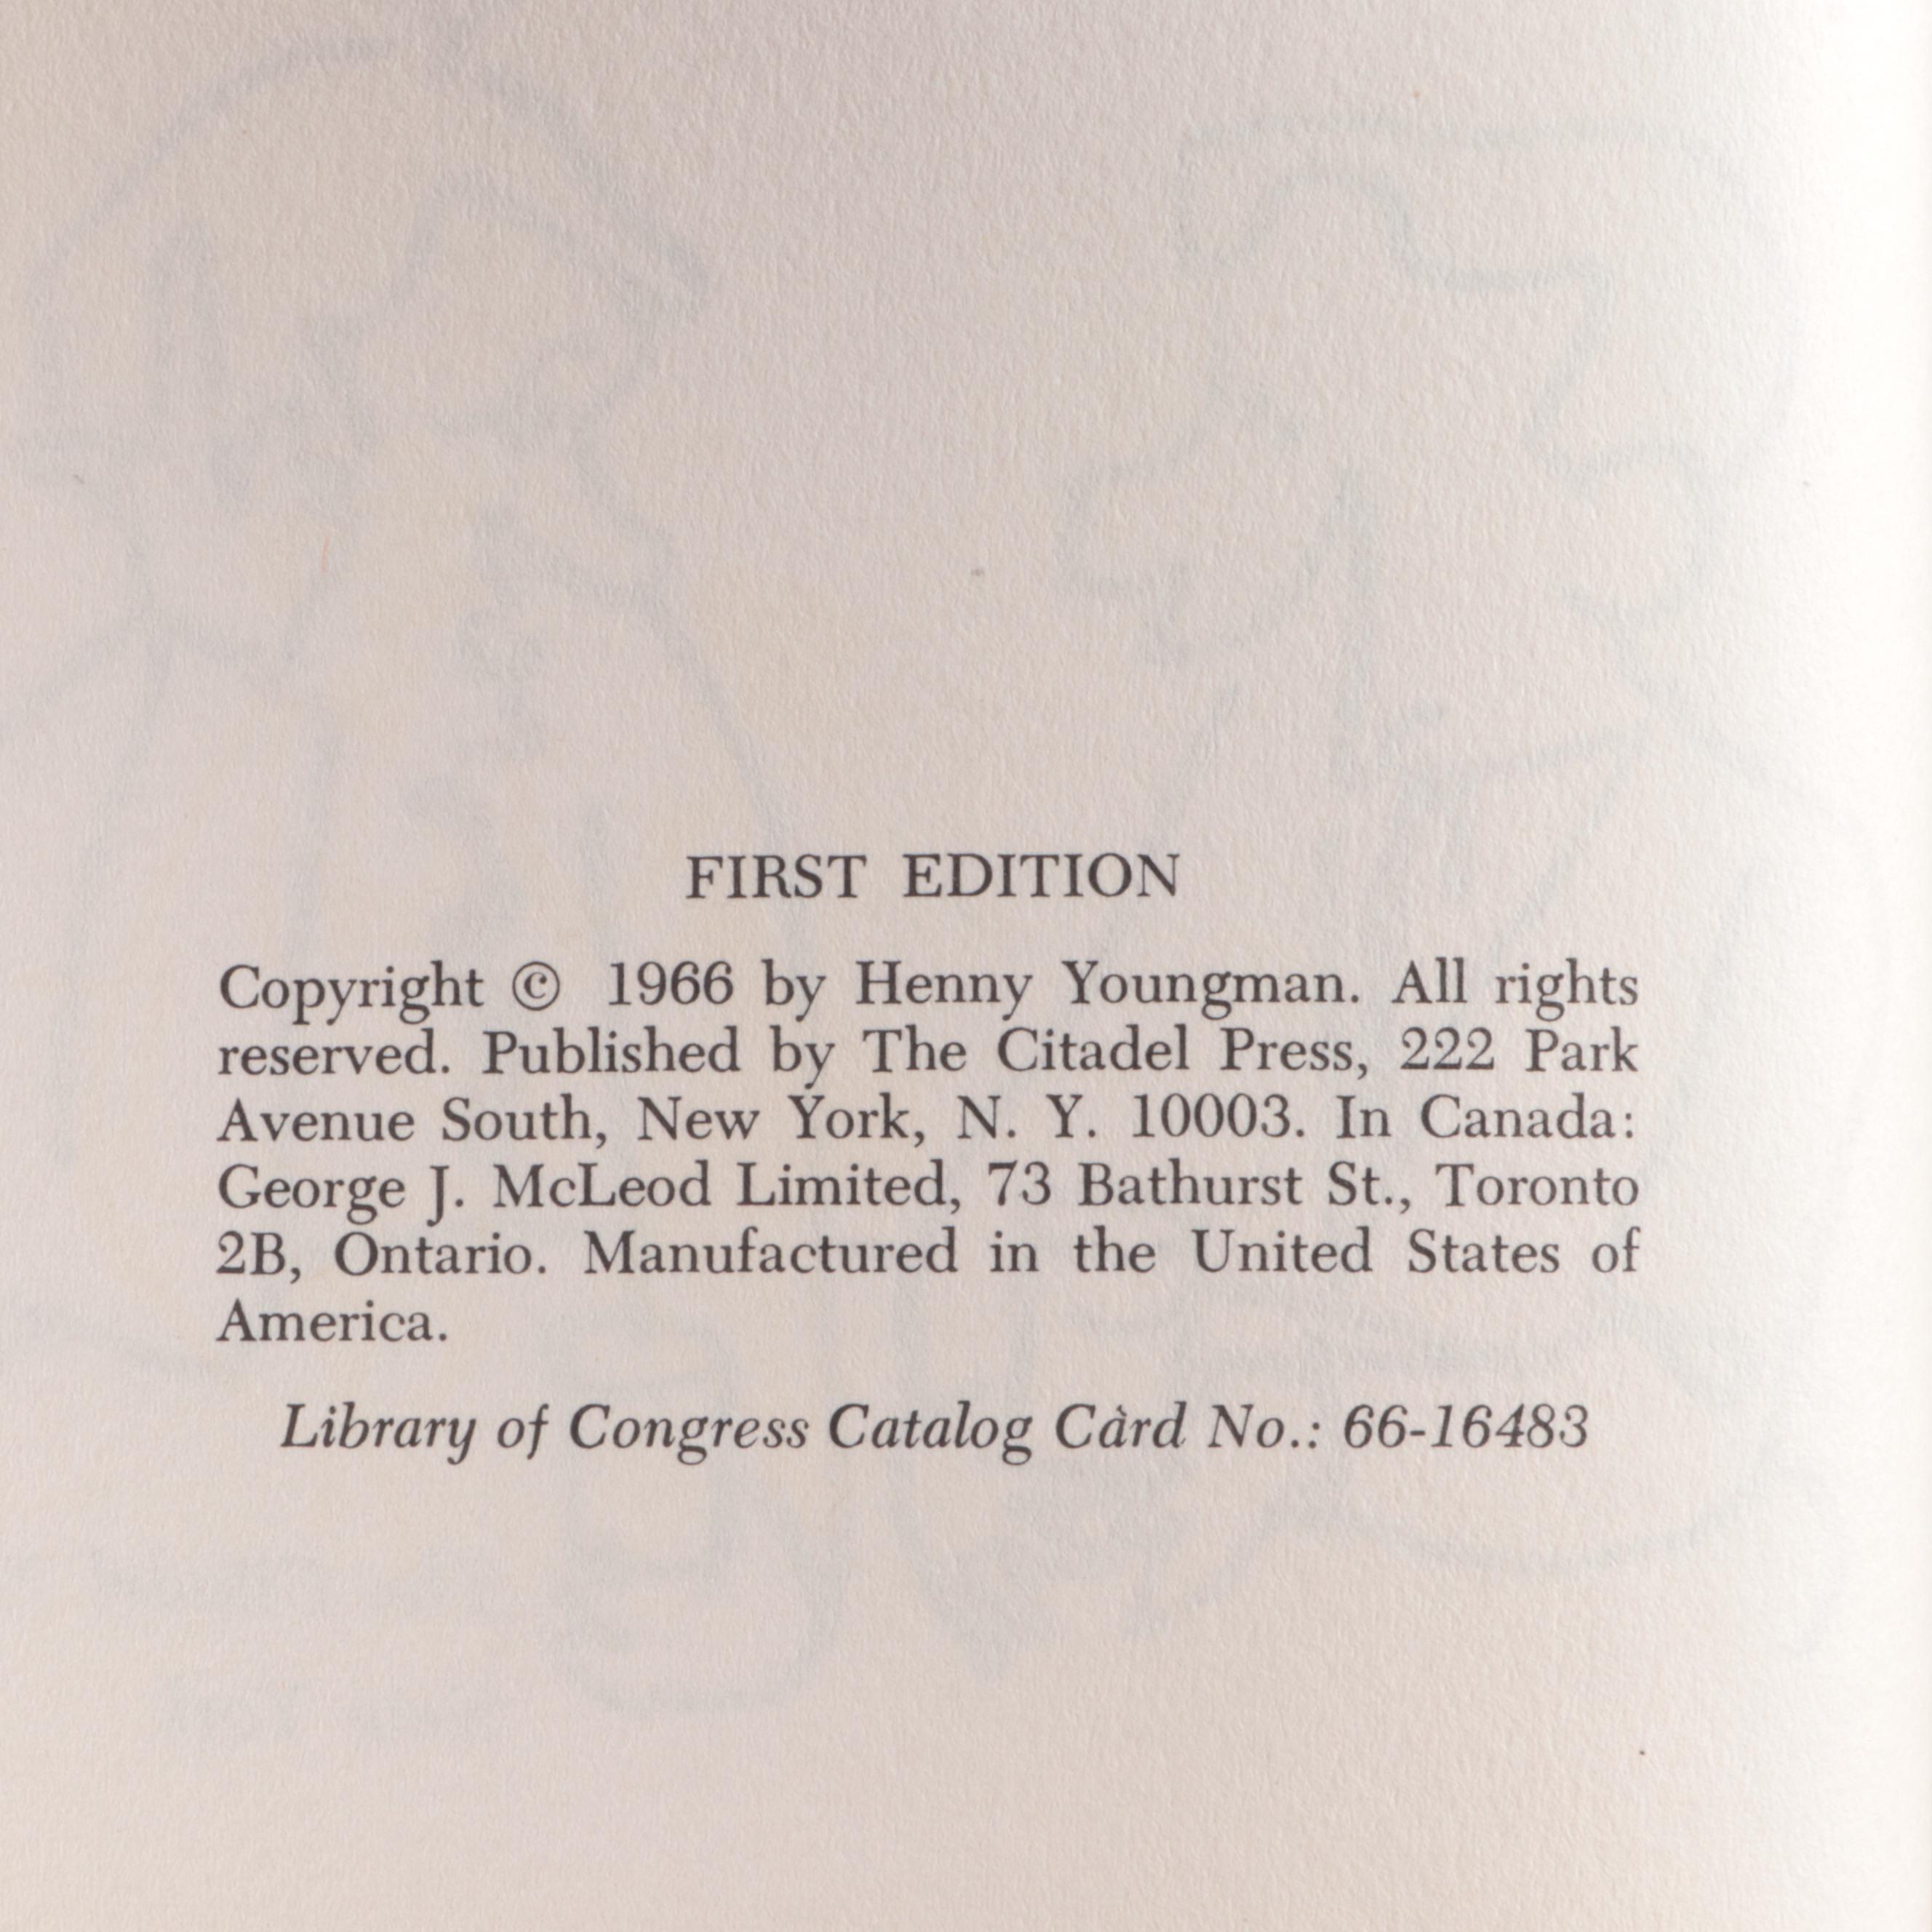 FIRST EDITION
Copyright © 1966 by Henny Youngman. All rights
reserved. Published by The Citadel Press, 222 Park
Avenue South, New York, N. Y. 10003. In Canada:
George J. McLeod Limited, 73 Bathurst St., Toronto
2B, Ontario. Manufactured in the United States of
America.
Library of Congress Catalog Card No.: 66-16483